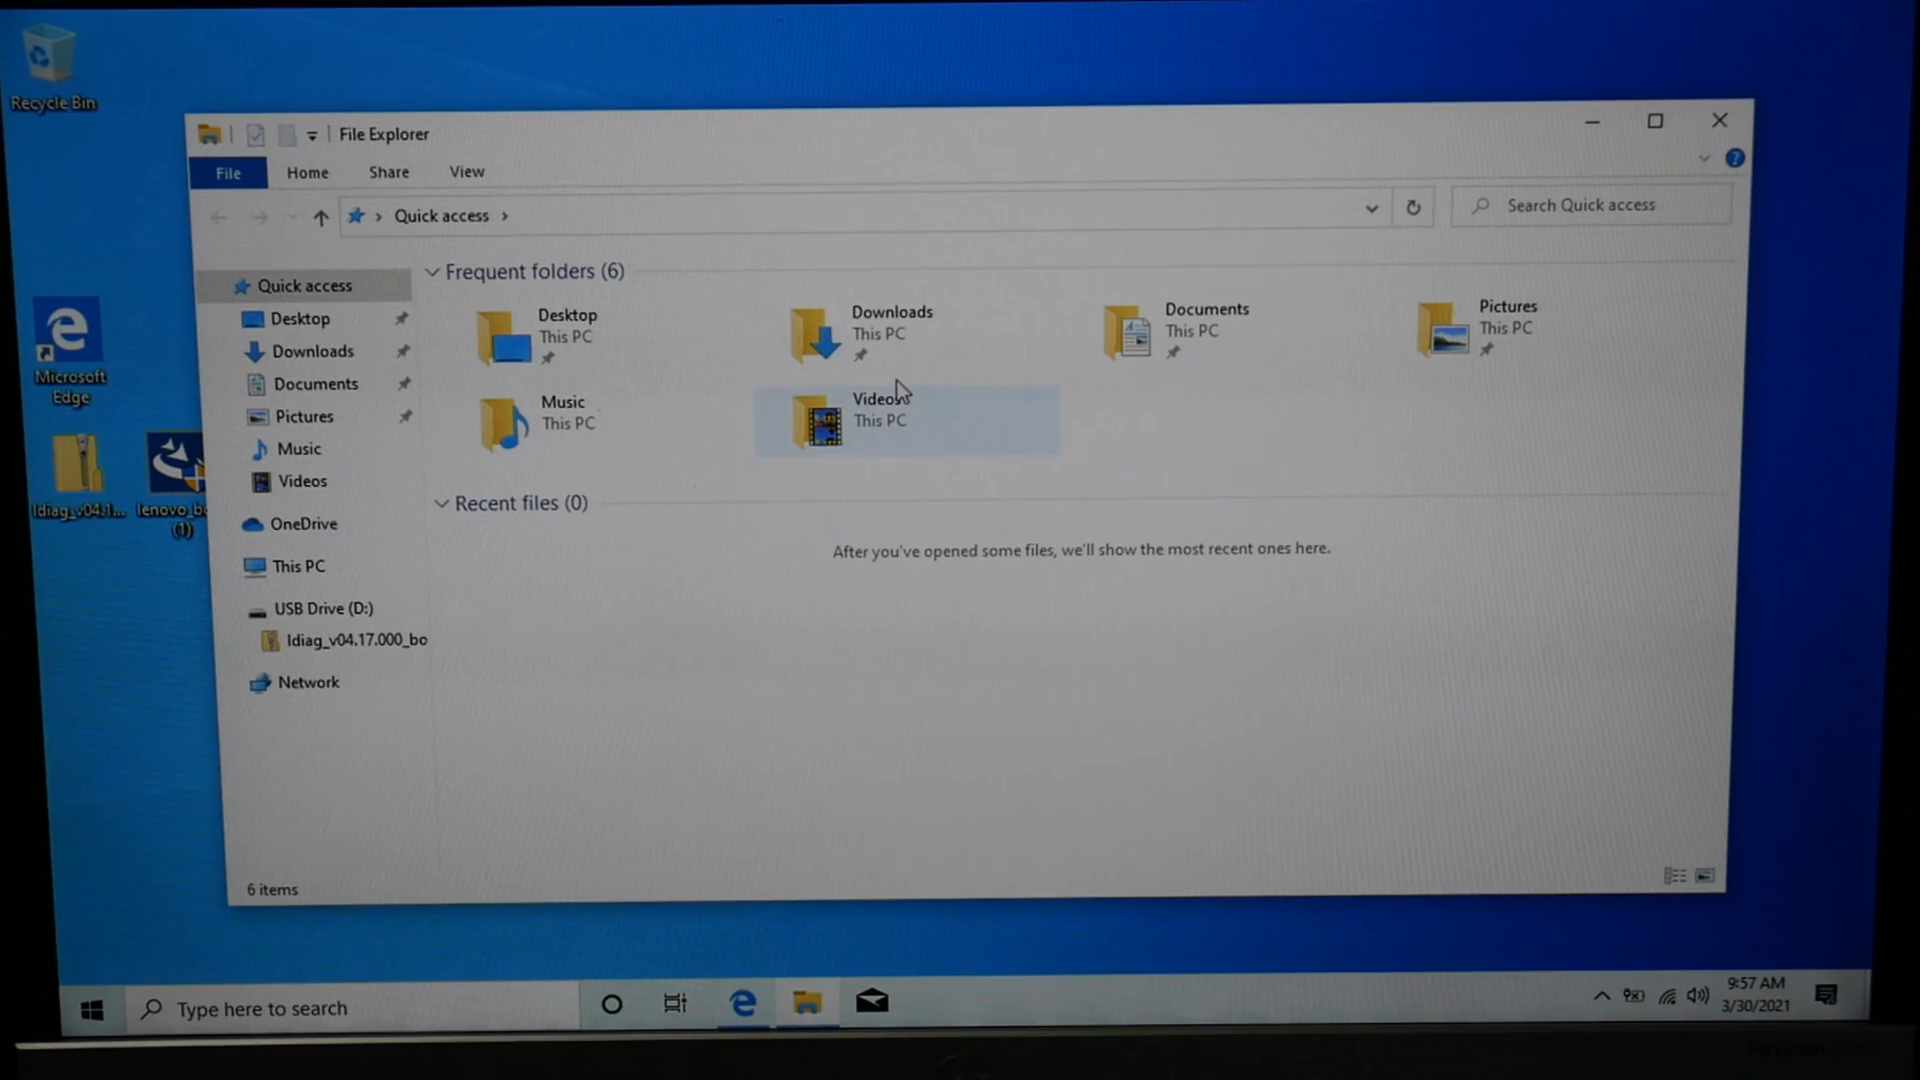 Recycle Bin
File Explorer
File
Home
Share
View
Quick access
Search Quick access
Quick access
Desktop
Downloads
Documents
Pictures
Music
Videos
OneDrive
This PC
USB Drive (D:)
ldiag_v04.17.000_bo
Network
Frequent folders (6)
Desktop
This PC
Downloads
This PC
Documents
This PC
Pictures
This PC
Music
This PC
Videos
This PC
Recent files (0)
After you've opened some files, we'll show the most recent ones here.
6 items
Microsoft
Edge
ldiag_v04.1...
lenovo_bo
(1)
Type here to search
9:57 AM
3/30/2021